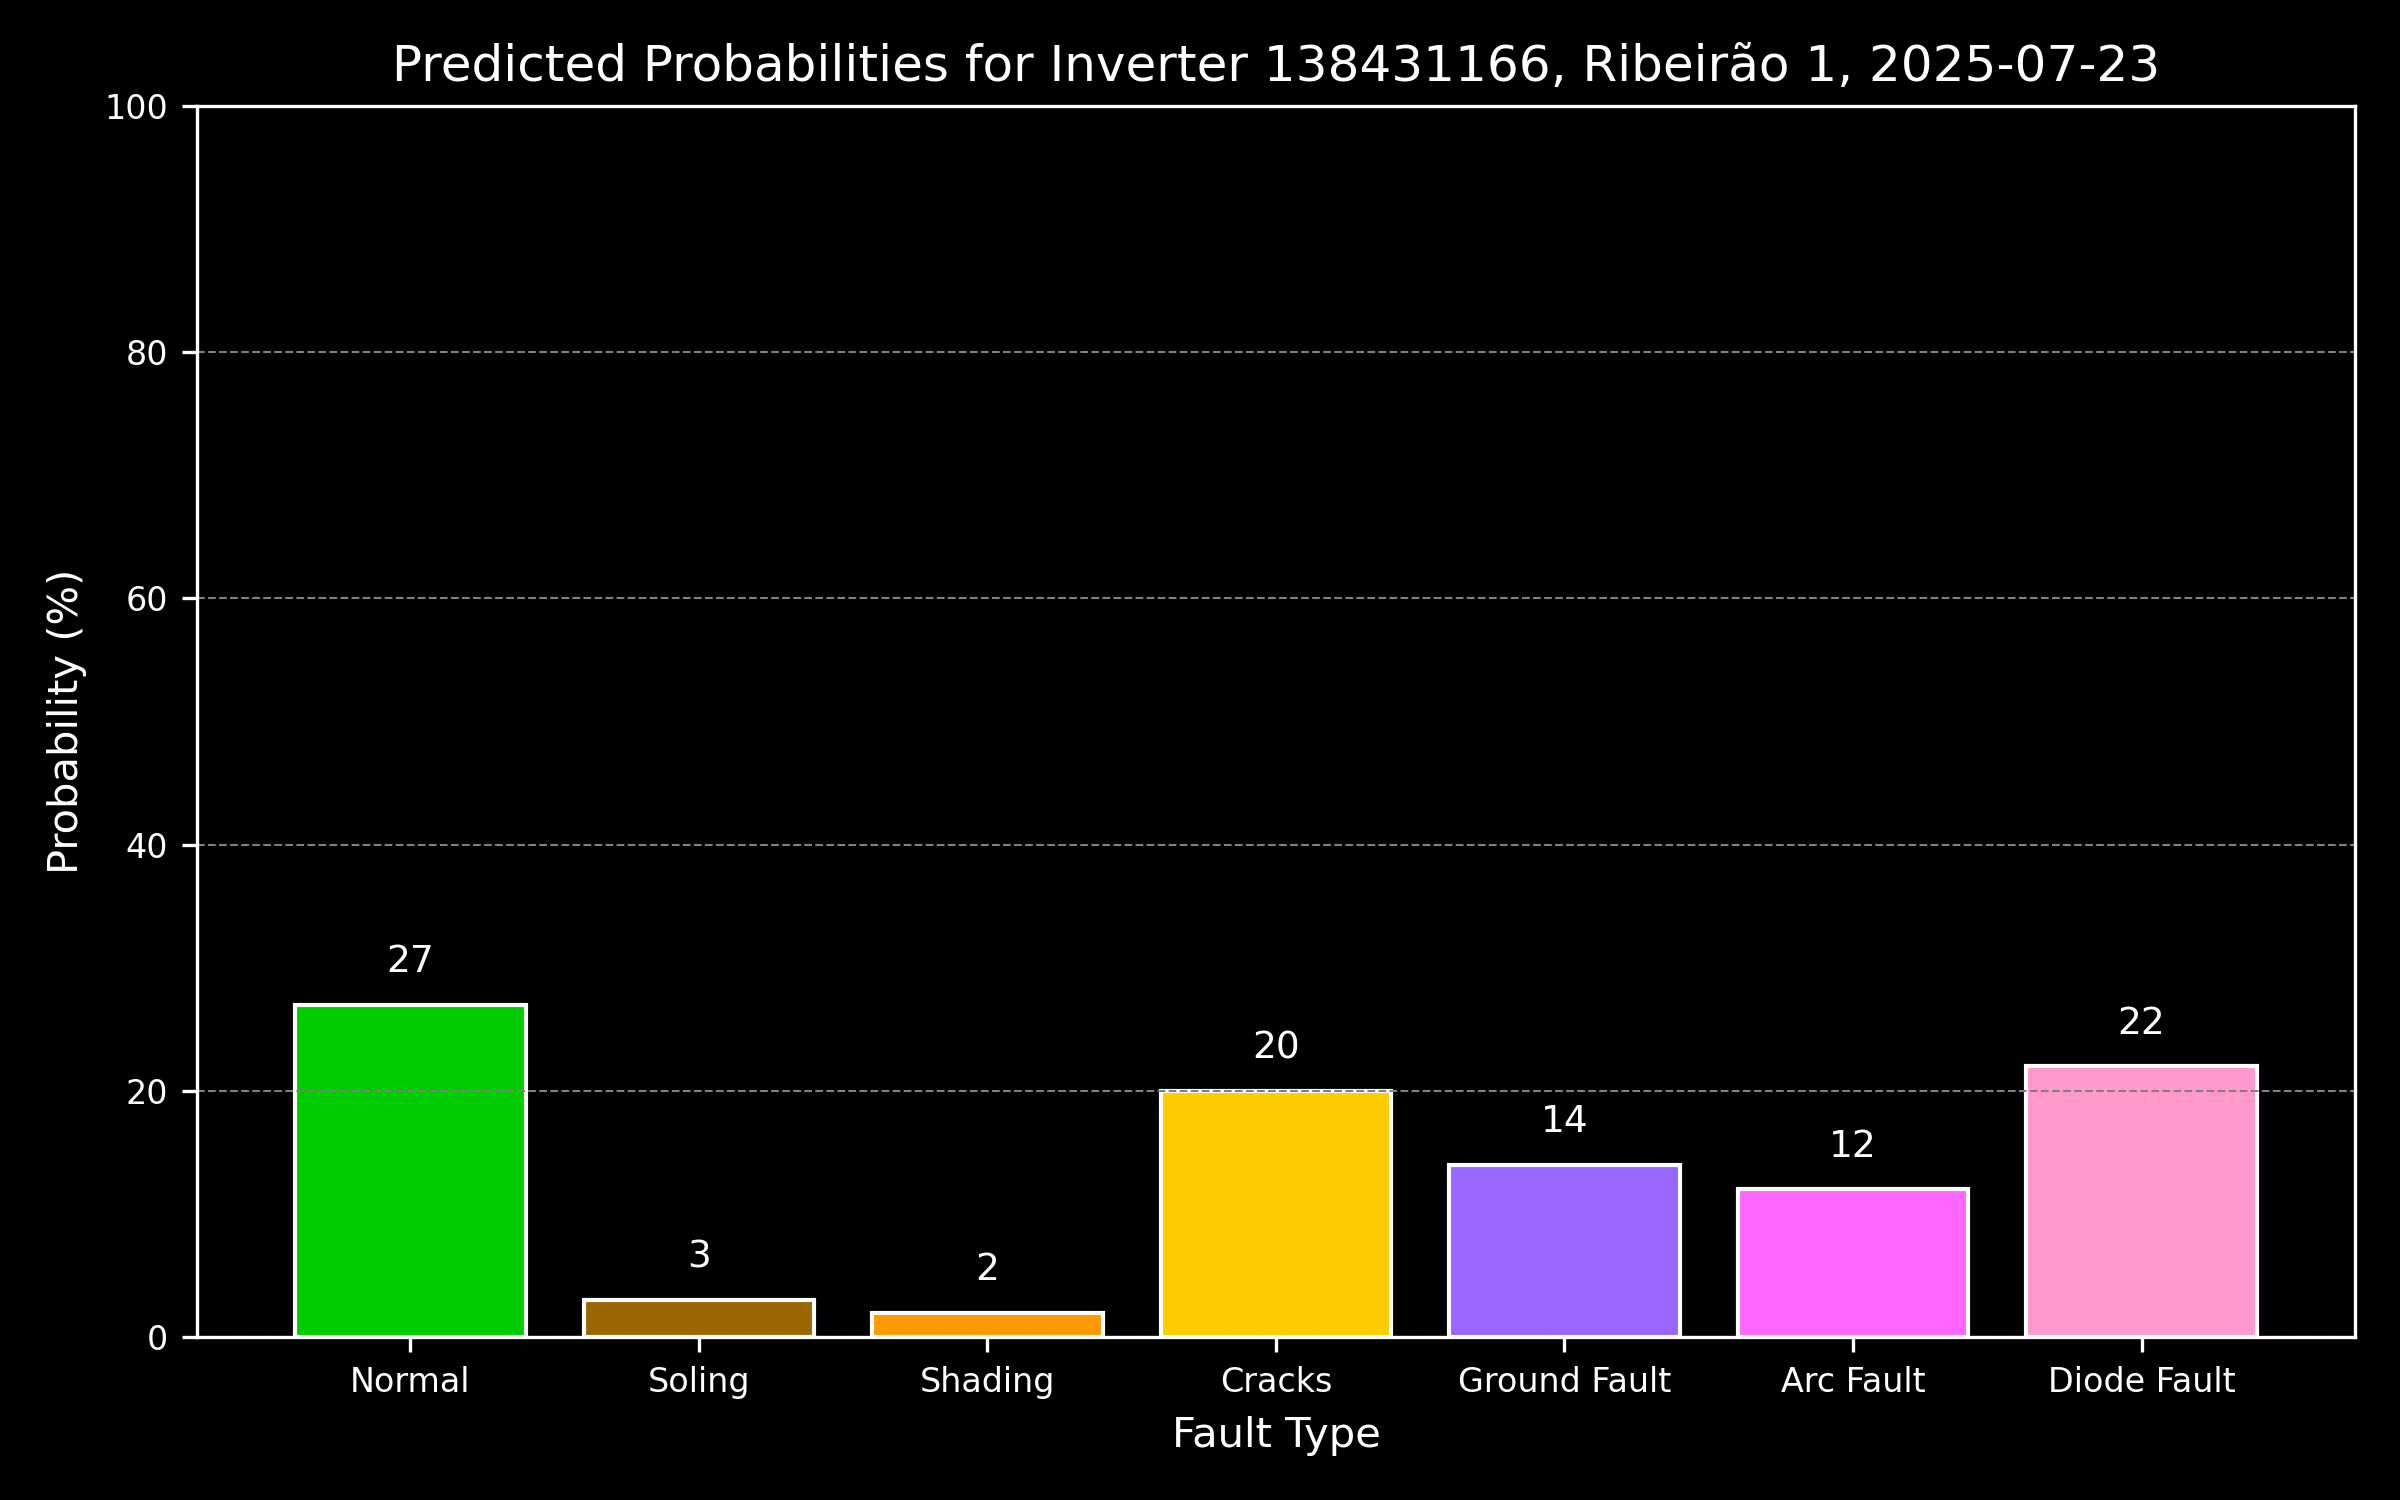 Predicted Probabilities for Inverter 138431166, Ribeirão 1, 2025-07-23
100
80
60
40
20
0
Probability (%)
27
3
2
20
14
12
22
Normal
Soling
Shading
Cracks
Ground Fault
Arc Fault
Diode Fault
Fault Type